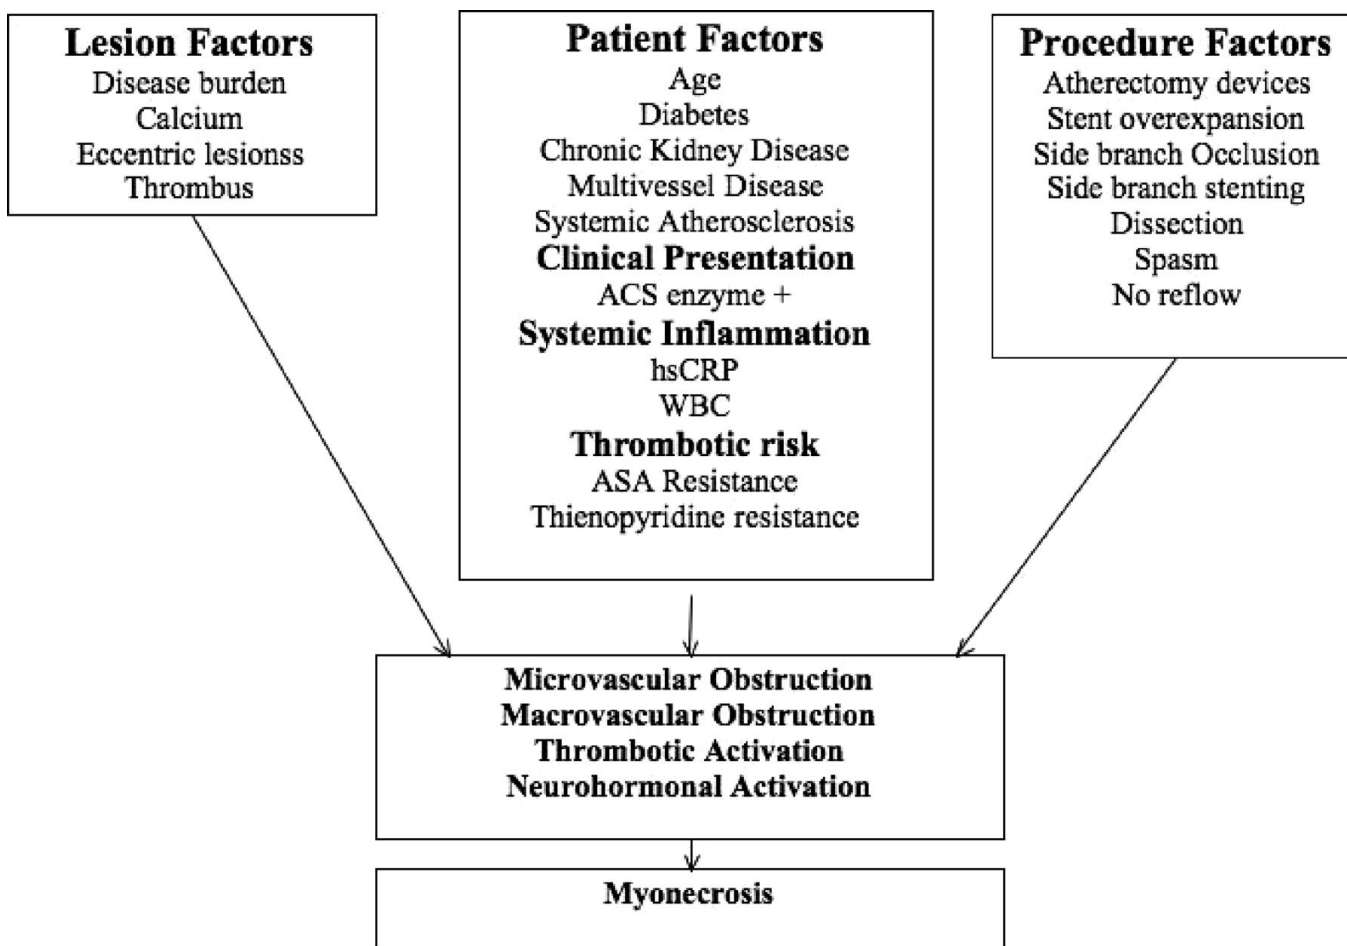 Lesion Factors
Disease burden
Calcium
Eccentric lesionss
Thrombus
Patient Factors
Age
Diabetes
Chronic Kidney Disease
Multivessel Disease
Systemic Atherosclerosis
Clinical Presentation
ACS enzyme +
Systemic Inflammation
hsCRP
WBC
Thrombotic risk
ASA Resistance
Thienopyridine resistance
Procedure Factors
Atherectomy devices
Stent overexpansion
Side branch Occlusion
Side branch stenting
Dissection
Spasm
No reflow
Microvascular Obstruction
Macrovascular Obstruction
Thrombotic Activation
Neurohormonal Activation
Myonecrosis